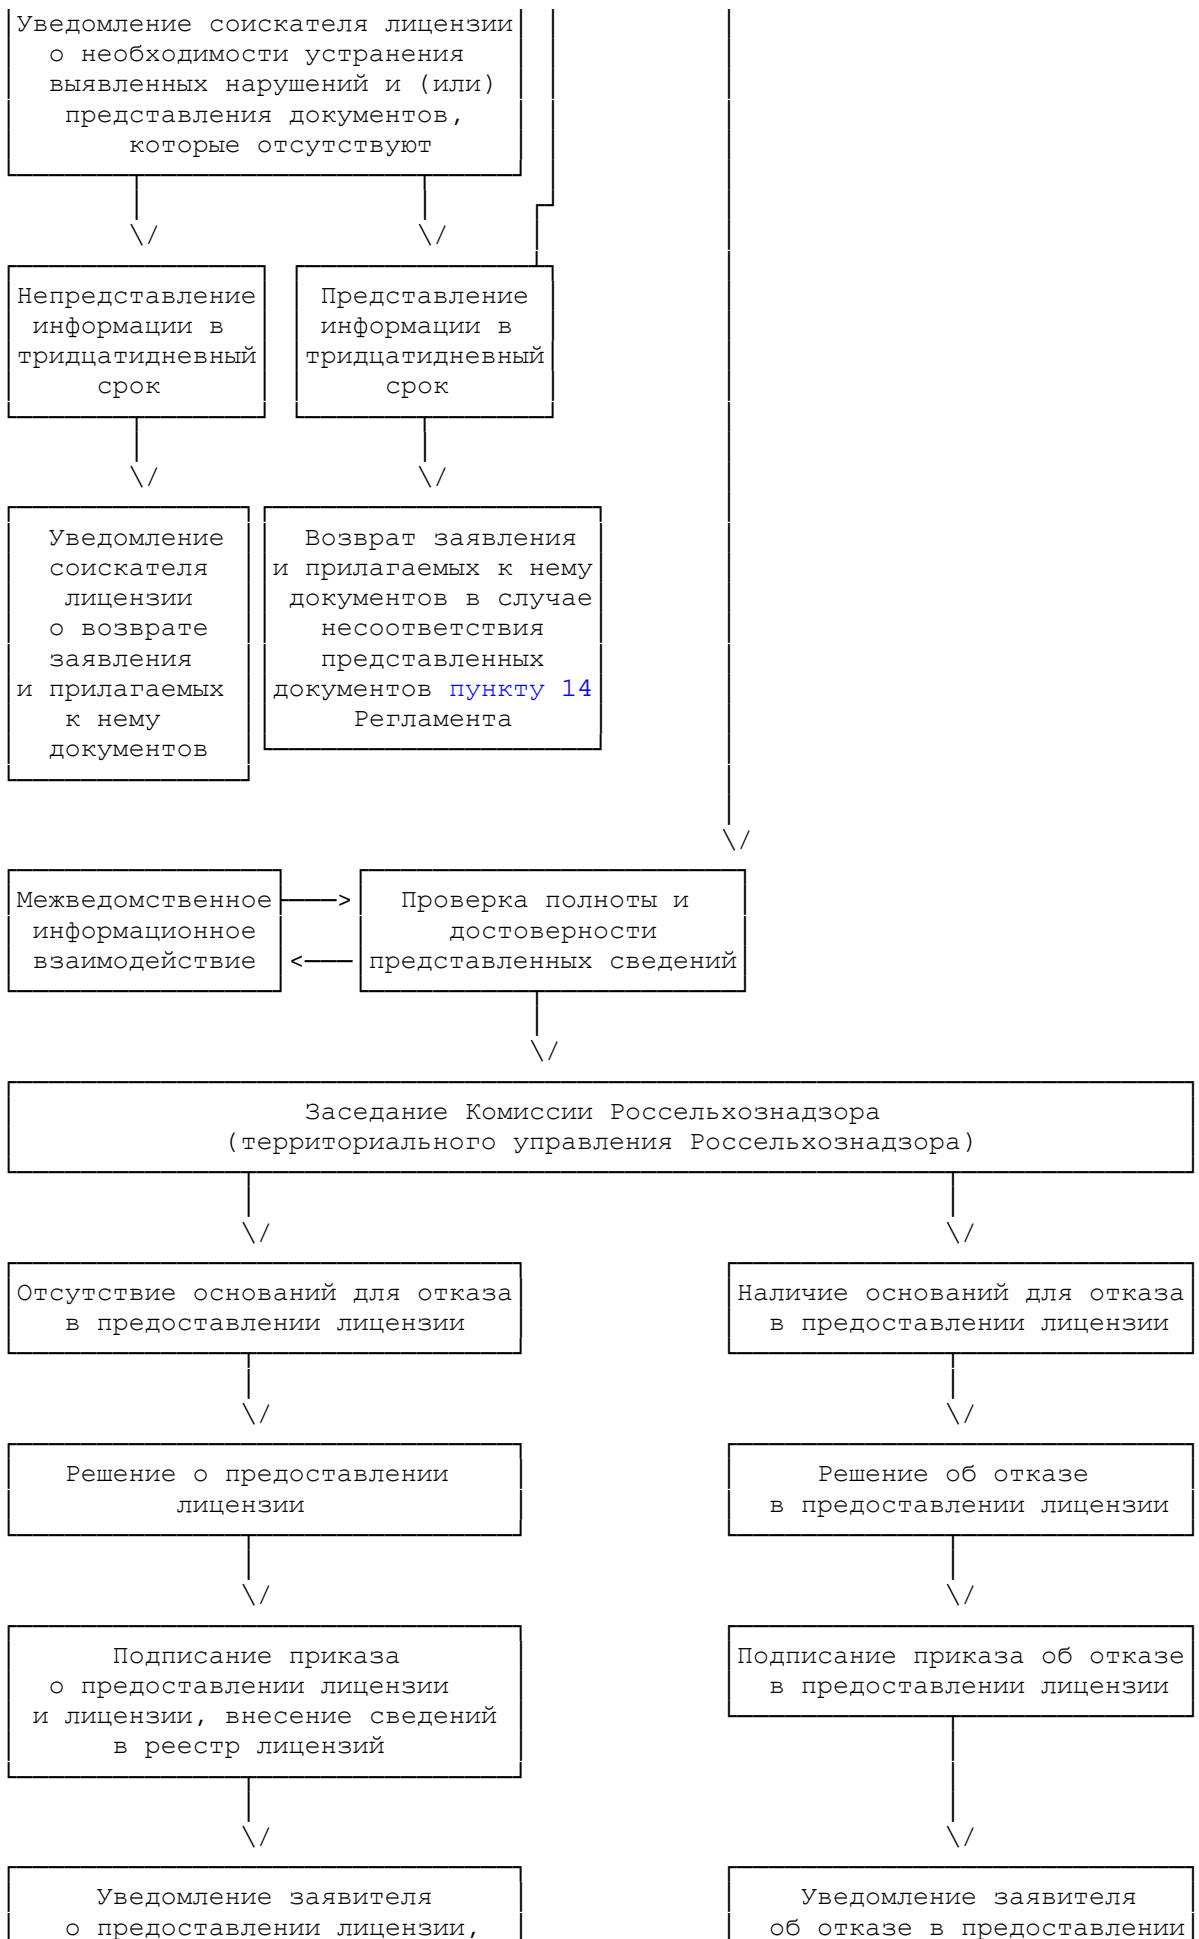 Уведомление соискателя лицензии
о необходимости устранения
выявленных нарушений и (или)
представления документов,
которые отсутствуют
Непредставление
информации в
тридцатидневный
срок
Представление
информации в
тридцатидневный
срок
Уведомление
соискателя
лицензии
о возврате
заявления
и прилагаемых
к нему
документов
Возврат заявления
и прилагаемых к нему
документов в случае
несоответствия
представленных
документов пункту 14
Регламента
Межведомственное
информационное
взаимодействие
Проверка полноты и
достоверности
представленных сведений
Заседание Комиссии Россельхознадзора
(территориального управления Россельхознадзора)
Отсутствие оснований для отказа
в предоставлении лицензии
Наличие оснований для отказа
в предоставлении лицензии
Решение о предоставлении
лицензии
Решение об отказе
в предоставлении лицензии
Подписание приказа
о предоставлении лицензии
и лицензии, внесение сведений
в реестр лицензий
Подписание приказа об отказе
в предоставлении лицензии
Уведомление заявителя
о предоставлении лицензии,
Уведомление заявителя
об отказе в предоставлении